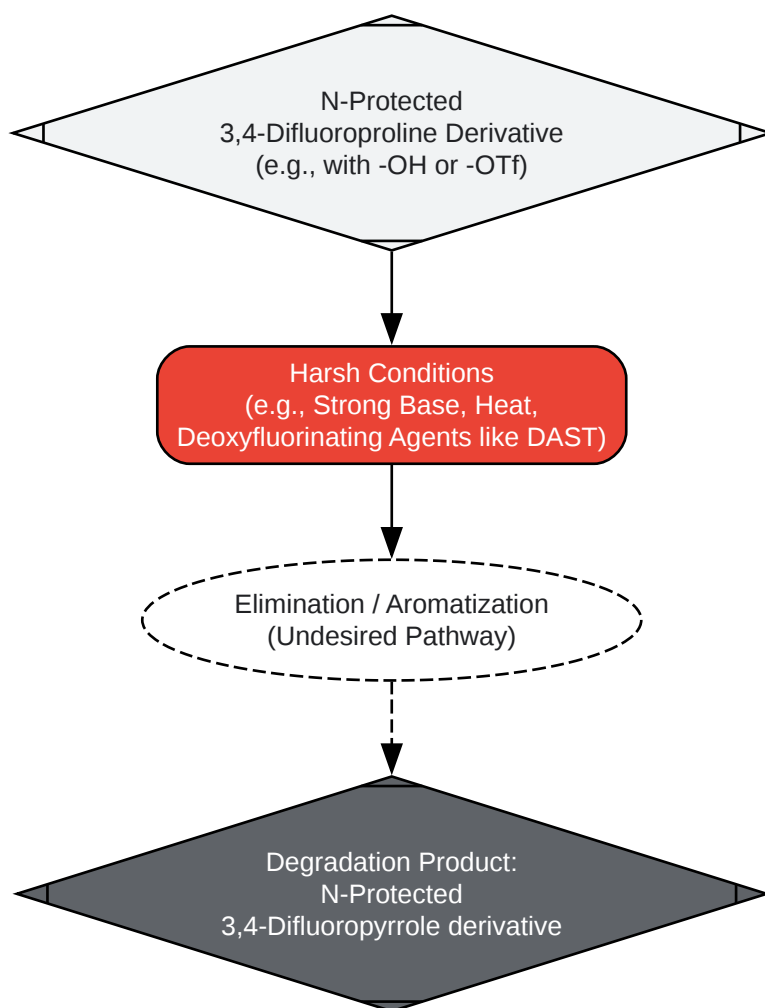 N-Protected
3,4-Difluoroproline Derivative
(e.g., with -OH or -OTf)
Harsh Conditions
(e.g., Strong Base, Heat,
Deoxyfluorinating Agents like DAST)
Elimination / Aromatization
(Undesired Pathway)
Degradation Product:
N-Protected
3,4-Difluoropyrrole derivative